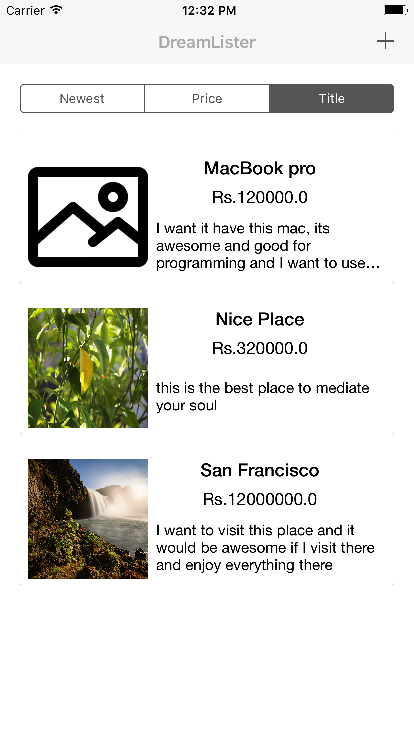 Carrier 12:32 PM
DreamLister
Newest Price Title
MacBook pro
Rs.120000.0
I want it have this mac, its
awesome and good for
programming and I want to use…
Nice Place
Rs.320000.0
this is the best place to mediate
your soul
San Francisco
Rs.12000000.0
I want to visit this place and it
would be awesome if I visit there
and enjoy everything there